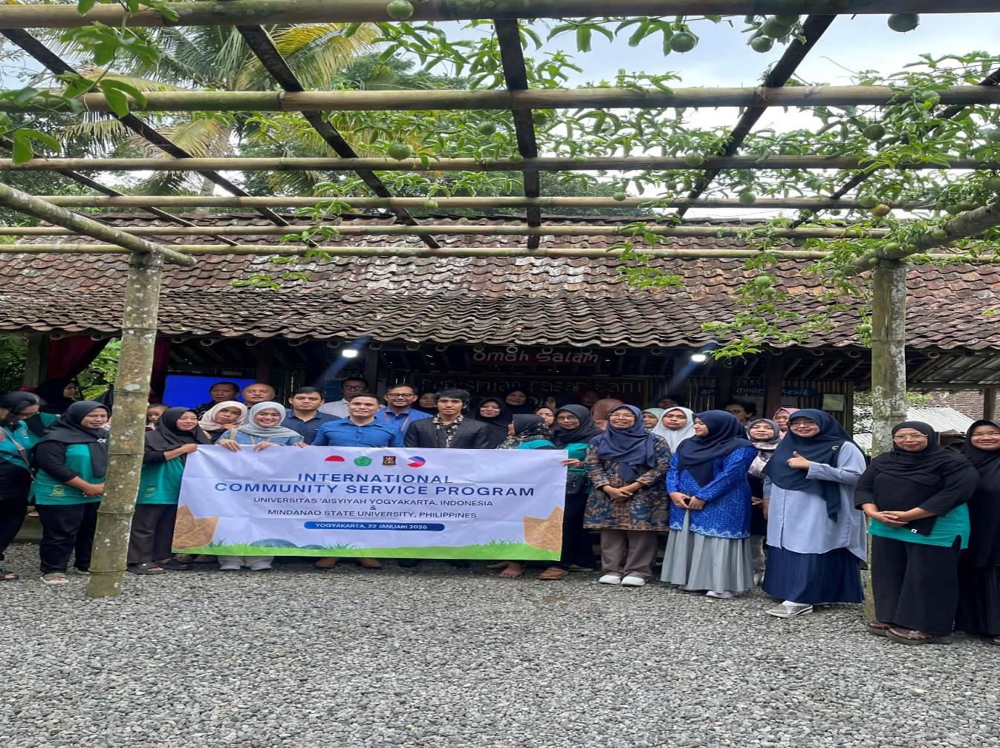 omah Salam
INTERNATIONAL
COMMUNITY SERVICE PROGRAM
UNIVERSITAS 'AISYIYAH YOGYAKARTA, INDONESIA
&
MINDANAO STATE UNIVERSITY, PHILIPPINES
YOGYAKARTA, 22 JANUARI 2026